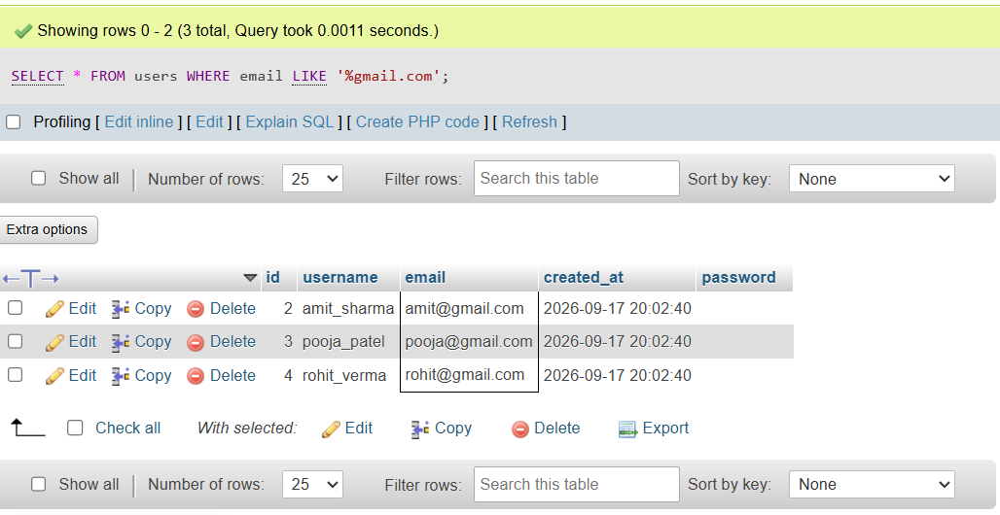 Showing rows 0 - 2 (3 total, Query took 0.0011 seconds.)
SELECT * FROM users WHERE email LIKE '%gmail.com';
Profiling [ Edit inline ] [ Edit ] [ Explain SQL ] [ Create PHP code ] [ Refresh ]
Show all Number of rows: 25 Filter rows: Search this table Sort by key: None
Extra options
←T→ id username email created_at password
Edit Copy Delete 2 amit_sharma amit@gmail.com 2026-09-17 20:02:40
Edit Copy Delete 3 pooja_patel pooja@gmail.com 2026-09-17 20:02:40
Edit Copy Delete 4 rohit_verma rohit@gmail.com 2026-09-17 20:02:40
Check all With selected: Edit Copy Delete Export
Show all Number of rows: 25 Filter rows: Search this table Sort by key: None